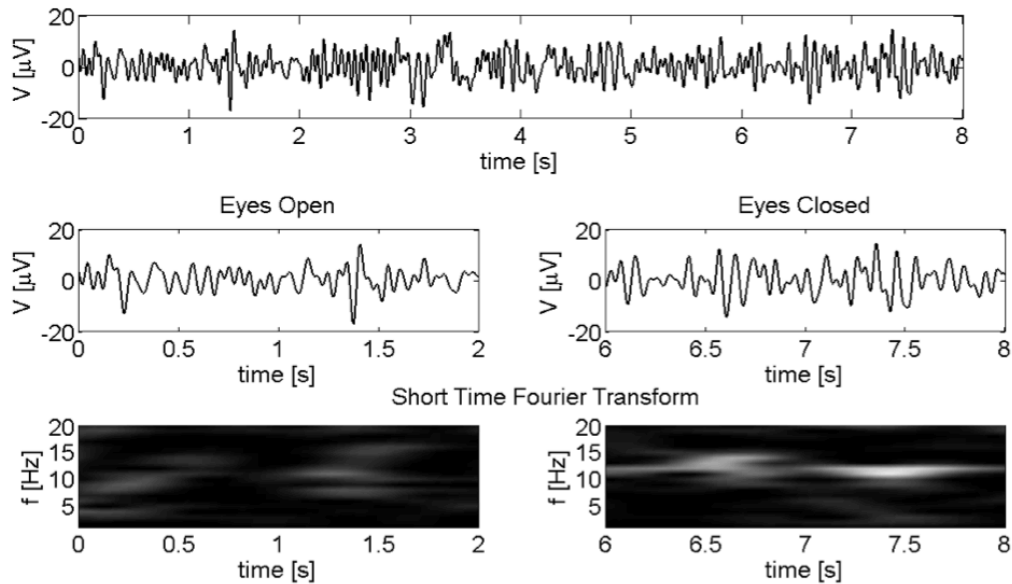 20
0
-20
V [μV]
0 1 2 3 4 5 6 7 8
time [s]
Eyes Open
20
0
-20
V [μV]
0 0.5 1 1.5 2
time [s]
Eyes Closed
20
0
-20
V [μV]
6 6.5 7 7.5 8
time [s]
Short Time Fourier Transform
20
15
10
5
f [Hz]
0 0.5 1 1.5 2
time [s]
20
15
10
5
f [Hz]
6 6.5 7 7.5 8
time [s]